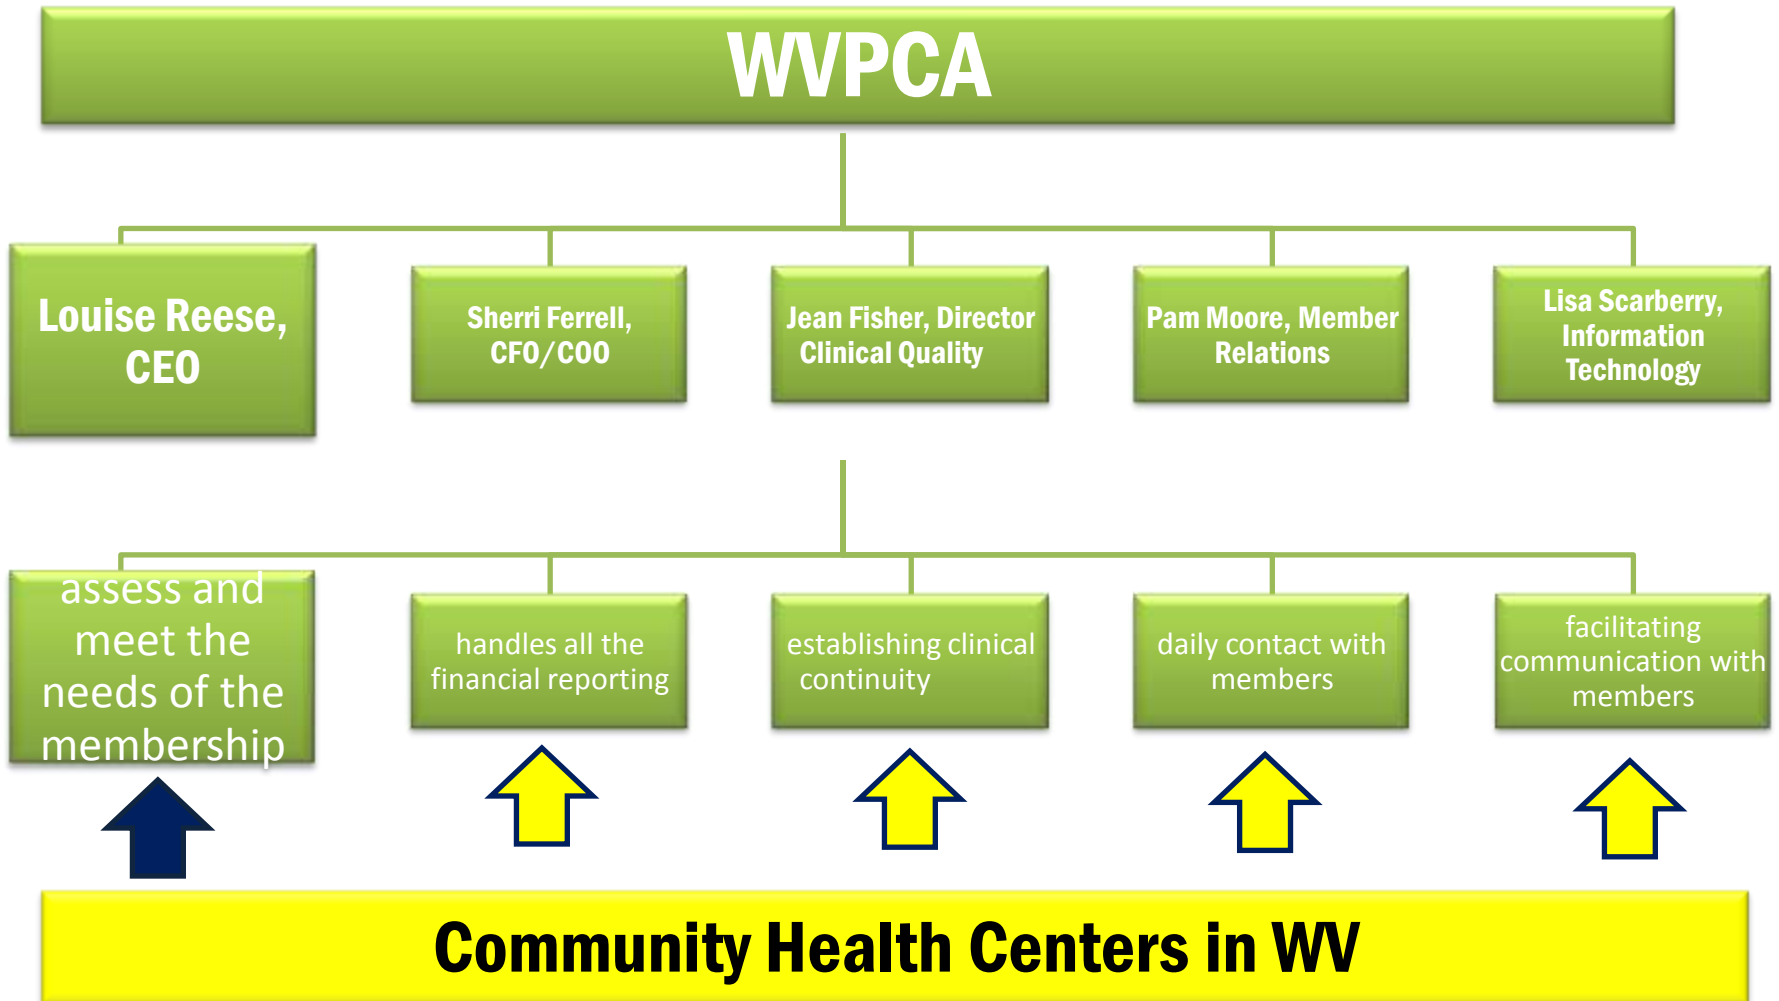 WVPCA
Louise Reese,
CEO
Sherri Ferrell,
CFO/COO
Jean Fisher, Director
Clinical Quality
Pam Moore, Member
Relations
Lisa Scarberry,
Information
Technology
assess and
meet the
needs of the
membership
handles all the
financial reporting
establishing clinical
continuity
daily contact with
members
facilitating
communication with
members
Community Health Centers in WV